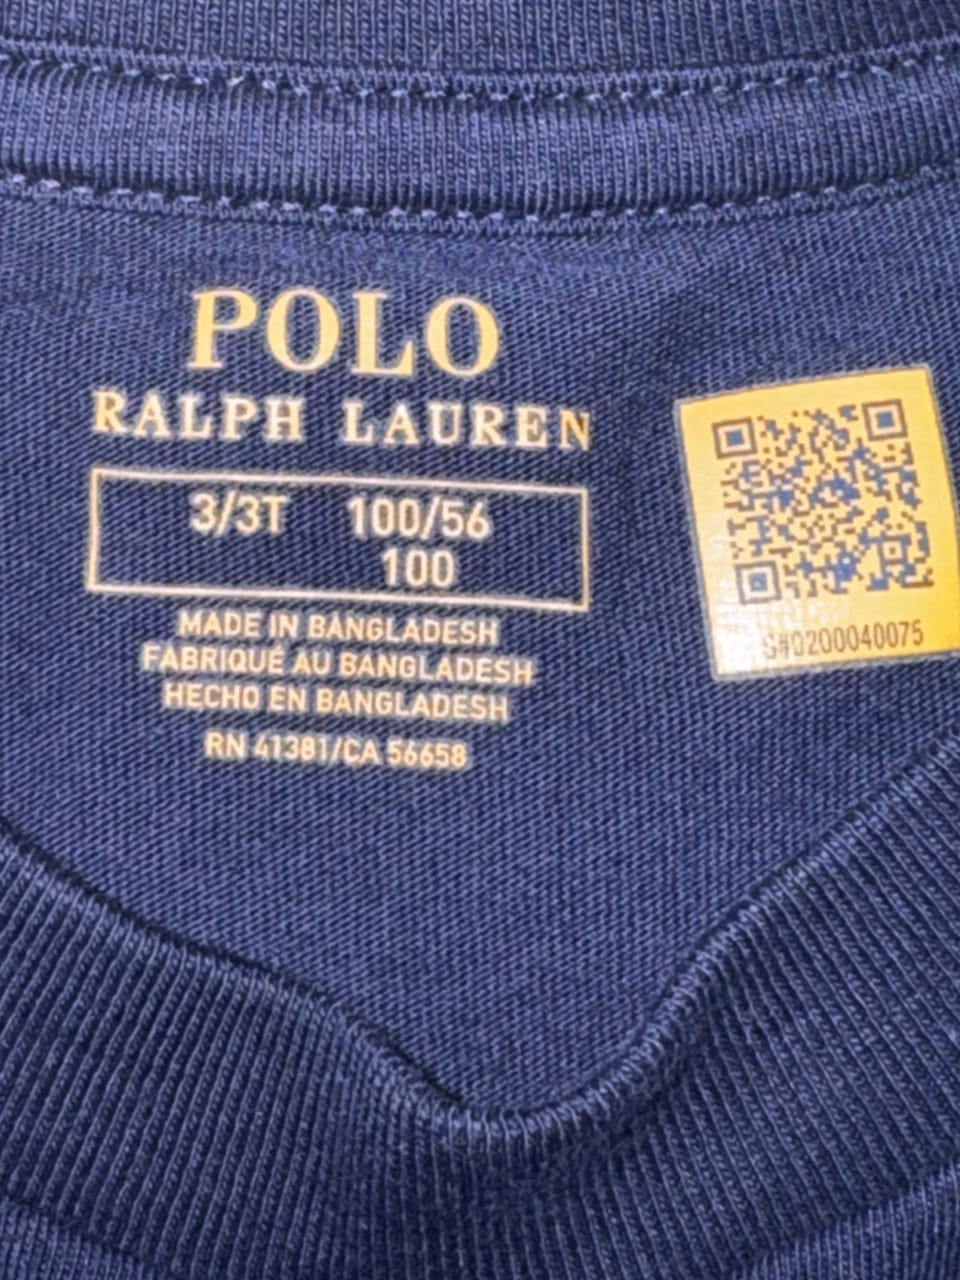 POLO
RALPH LAUREN
3/3T 100/56
100
MADE IN BANGLADESH
FABRIQUÉ AU BANGLADESH
HECHO EN BANGLADESH
RN 41381/CA 56658
S#0200040075